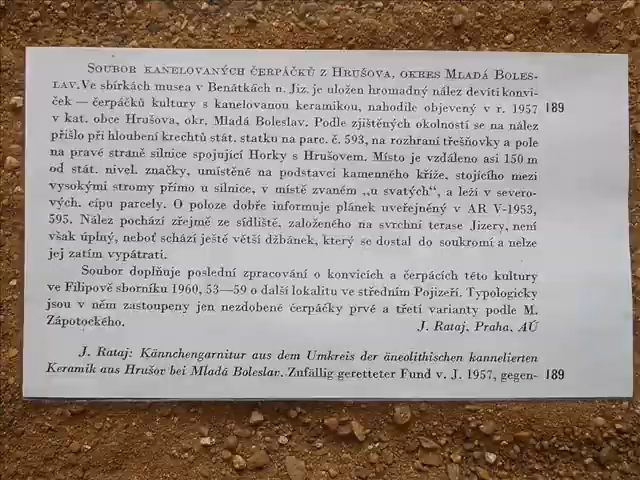 Soubor kanelovaných čerpáčků z Hrušova, okres Mladá Boles-
lav. Ve sbírkách musea v Benátkách n. Jiz. je uložen hromadný nález devíti konvi-
ček — čerpáčků kultury s kanelovanou keramikou, nahodile objevený v r. 1957 189
v kat. obce Hrušova, okr. Mladá Boleslav. Podle zjištěných okolností se na nález
přišlo při hloubení krechtů stát. statku na parc. č. 593, na rozhraní třešňovky a pole
na pravé straně silnice spojující Horky s Hrušovem. Místo je vzdáleno asi 150 m
od stát. nivel. značky, umístěné na podstavci kamenného kříže, stojícího mezi
vysokými stromy přímo u silnice, v místě zvaném „u svatých“, a leží v severo-
vých. cípu parcely. O poloze dobře informuje plánek uveřejněný v AR V-1953,
595. Nález pochází zřejmě ze sídliště, založeného na svrchní terase Jizery, není
však úplný, neboť schází ještě větší džbánek, který se dostal do soukromí a nelze
jej zatím vypátrati.
Soubor doplňuje poslední zpracování o konvicích a čerpácích této kultury
ve Filipově sborníku 1960, 53—59 o další lokalitu ve středním Pojizeří. Typologicky
jsou v něm zastoupeny jen nezdobené čerpáčky prvé a třetí varianty podle M.
Zápotockého. J. Rataj, Praha, AÚ
J. Rataj: Kännchengarnitur aus dem Umkreis der äneolithischen kannelierten
Keramik aus Hrušov bei Mladá Boleslav. Zufällig geretteter Fund v. J. 1957, gegen- 189